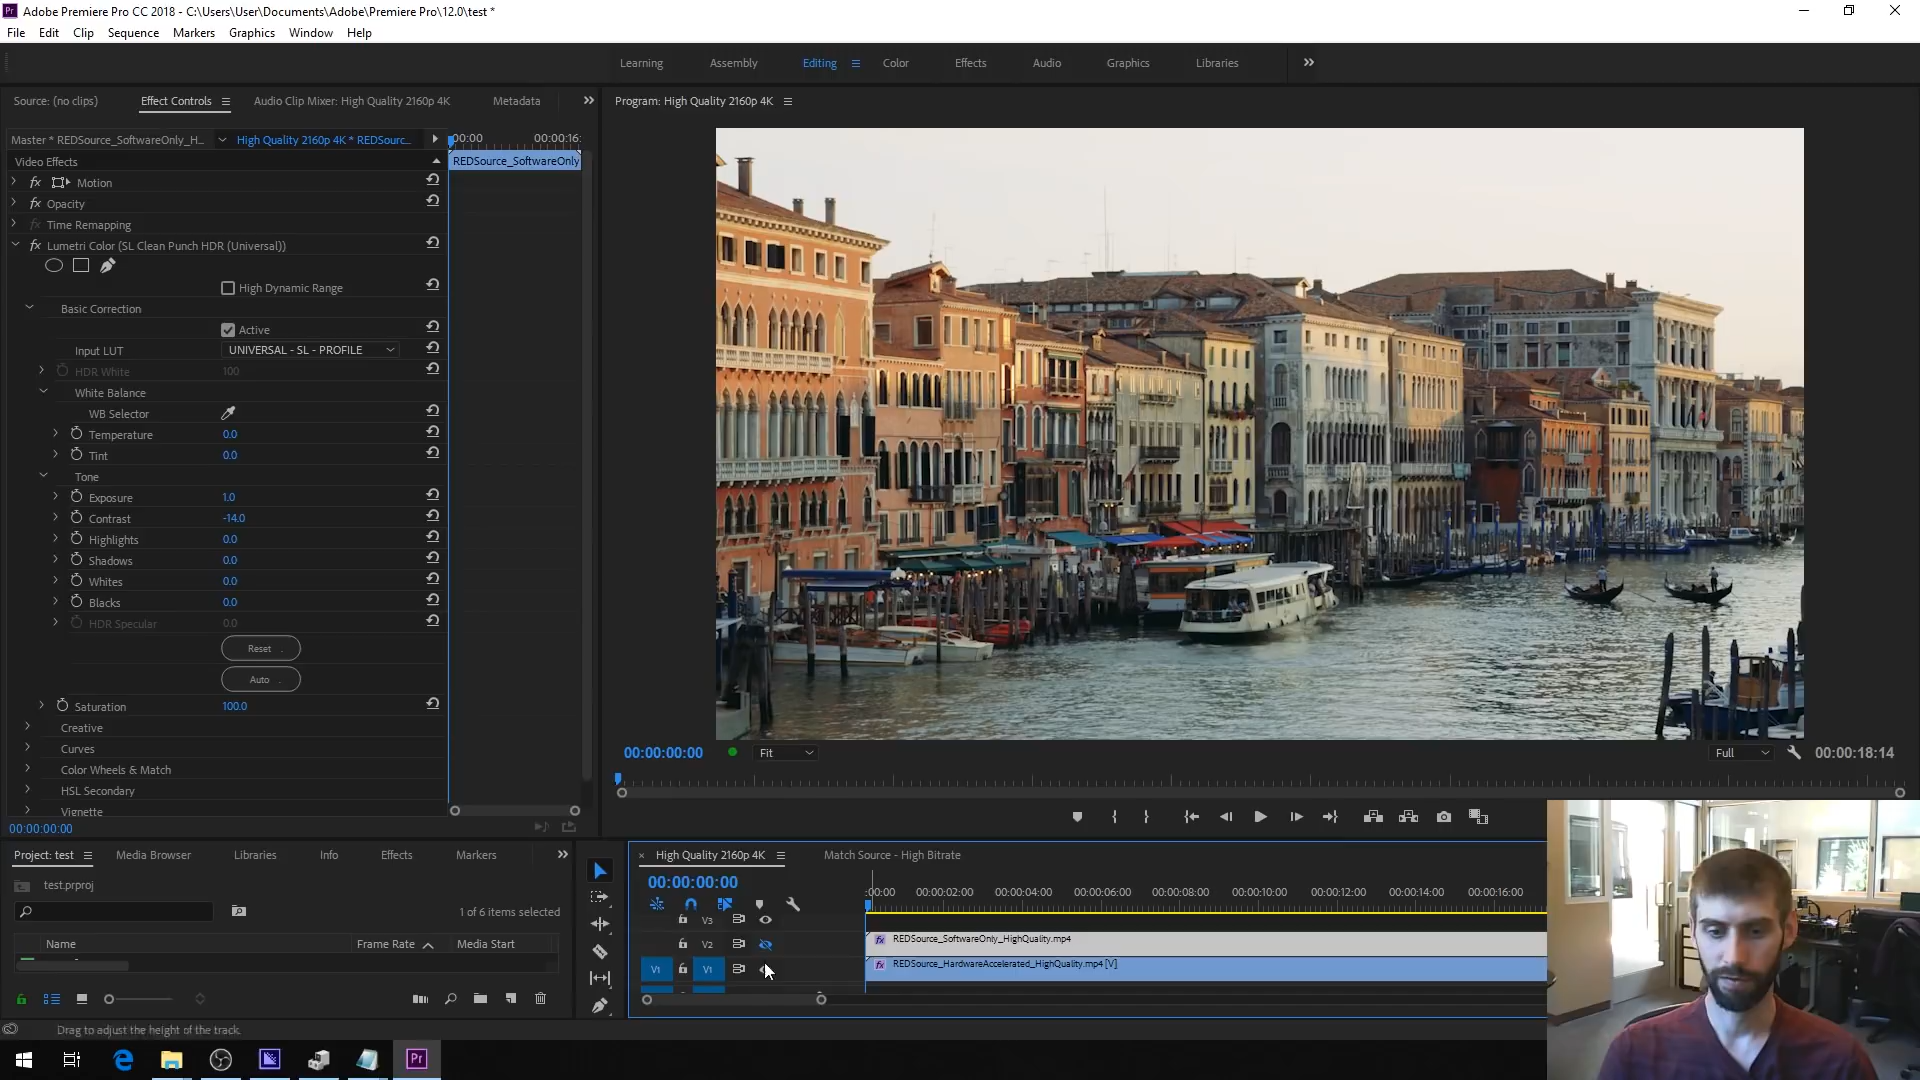 Adobe Premiere Pro CC 2018 - C:\Users\User\Documents\Adobe\Premiere Pro\12.0\test *
File Edit Clip Sequence Markers Graphics Window Help
Learning Assembly Editing Color Effects Audio Graphics Libraries
Source: (no clips) Effect Controls Audio Clip Mixer: High Quality 2160p 4K Metadata
Program: High Quality 2160p 4K
Master * REDSource_SoftwareOnly_H... High Quality 2160p 4K * REDSourc...
:00:00 00:00:16:
Video Effects
REDSource_SoftwareOnly
fx Motion
fx Opacity
fx Time Remapping
fx Lumetri Color (SL Clean Punch HDR (Universal))
High Dynamic Range
Basic Correction
Active
Input LUT UNIVERSAL - SL - PROFILE
HDR White 100
White Balance
WB Selector
Temperature 0.0
Tint 0.0
Tone
Exposure 1.0
Contrast -14.0
Highlights 0.0
Shadows 0.0
Whites 0.0
Blacks 0.0
HDR Specular 0.0
Reset
Auto
Saturation 100.0
Creative
Curves
Color Wheels & Match
HSL Secondary
Vignette
00:00:00:00
00:00:00:00 Fit Full 00:00:18:14
Project: test Media Browser Libraries Info Effects Markers
test.prproj
1 of 6 items selected
Name Frame Rate Media Start
× High Quality 2160p 4K Match Source - High Bitrate
00:00:00:00
:00:00 00:00:02:00 00:00:04:00 00:00:06:00 00:00:08:00 00:00:10:00 00:00:12:00 00:00:14:00 00:00:16:00
V3
V2 fx REDSource_SoftwareOnly_HighQuality.mp4
V1 V1 fx REDSource_HardwareAccelerated_HighQuality.mp4 [V]
Drag to adjust the height of the track.
Pr